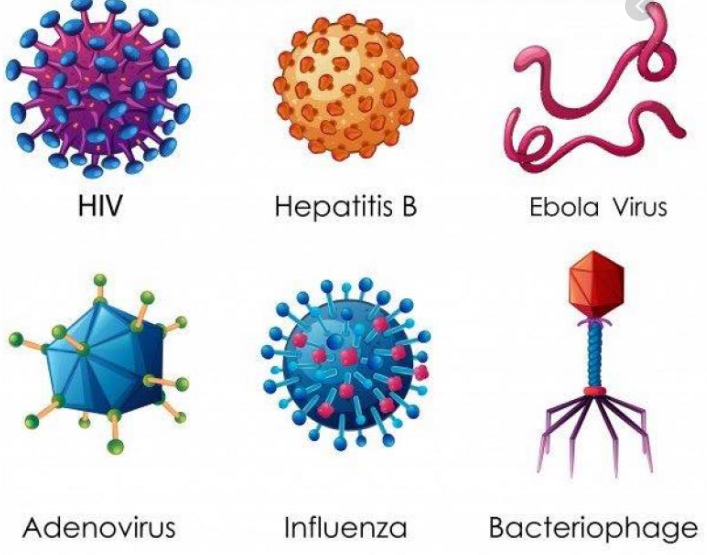 HIV
Hepatitis B
Ebola Virus
Adenovirus
Influenza
Bacteriophage